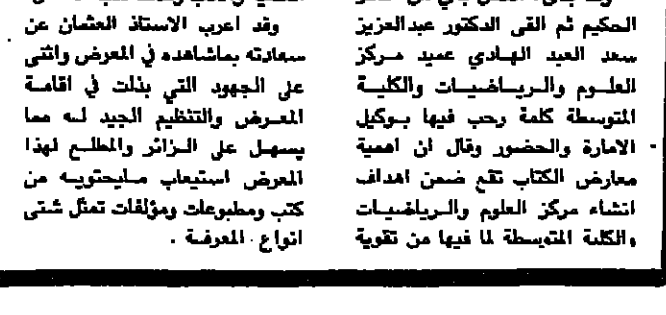 الحكيم ثم القى الدكتور عبدالعزيز
سعد العبد الهادي عميد مركز
العلوم والرياضيات والكلية
المتوسطة كلمة رحب فيها بوكيل
الامارة والحضور وقال ان اهمية
معارض الكتاب تقع ضمن اهداف
انشاء مركز العلوم والرياضيات
والكلية المتوسطة لما فيها من تقوية
وقد اعرب الاستاذ العثمان عن
سعادته بماشاهده في المعرض واثنى
على الجهود التي بذلت في اقامة
المعرض والتنظيم الجيد له مما
يسهل على الزائر والمطلع لهذا
المعرض استيعاب مايحتويه من
كتب ومطبوعات ومؤلفات تمثل شتى
انواع المعرفة .